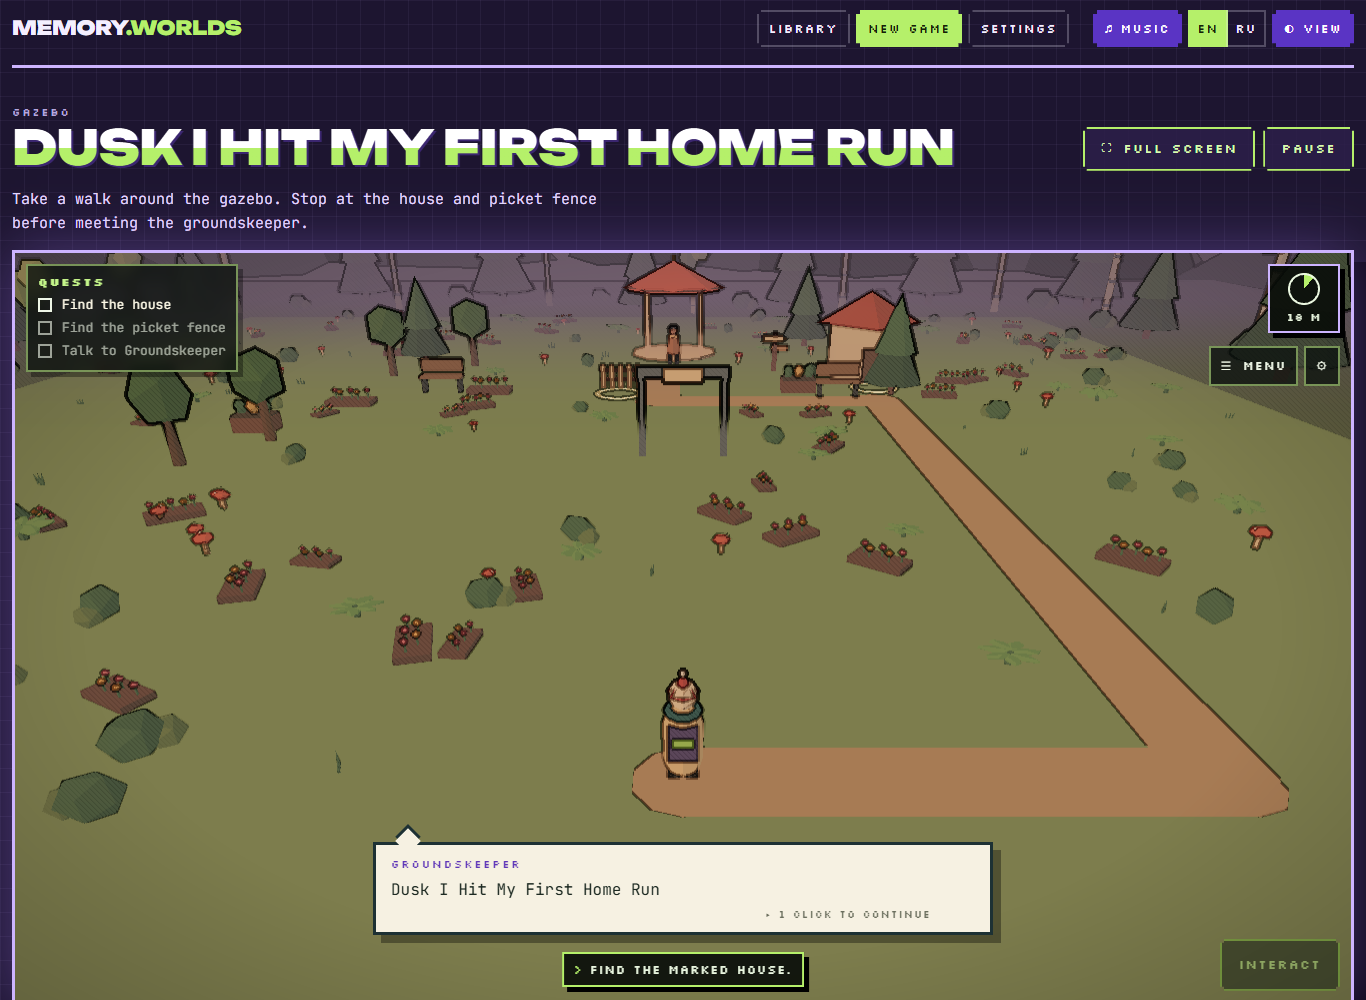 MEMORY.WORLDS
LIBRARY
NEW GAME
SETTINGS
♫ MUSIC
EN
RU
◐ VIEW
GAZEBO
DUSK I HIT MY FIRST HOME RUN
FULL SCREEN
PAUSE
Take a walk around the gazebo. Stop at the house and picket fence
before meeting the groundskeeper.
QUESTS
Find the house
Find the picket fence
Talk to Groundskeeper
10 M
☰ MENU
GROUNDSKEEPER
Dusk I Hit My First Home Run
▸ 1 CLICK TO CONTINUE
> FIND THE MARKED HOUSE.
INTERACT